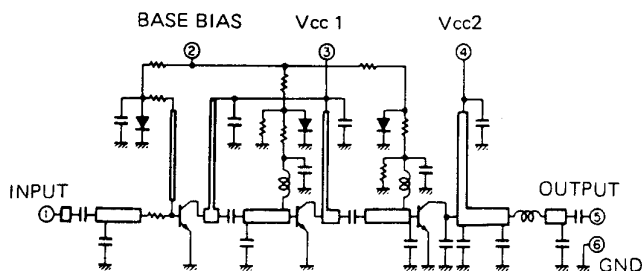 BASE BIAS
Vcc 1
Vcc2
②
③
④
INPUT
①
OUTPUT
⑤
⑥
GND